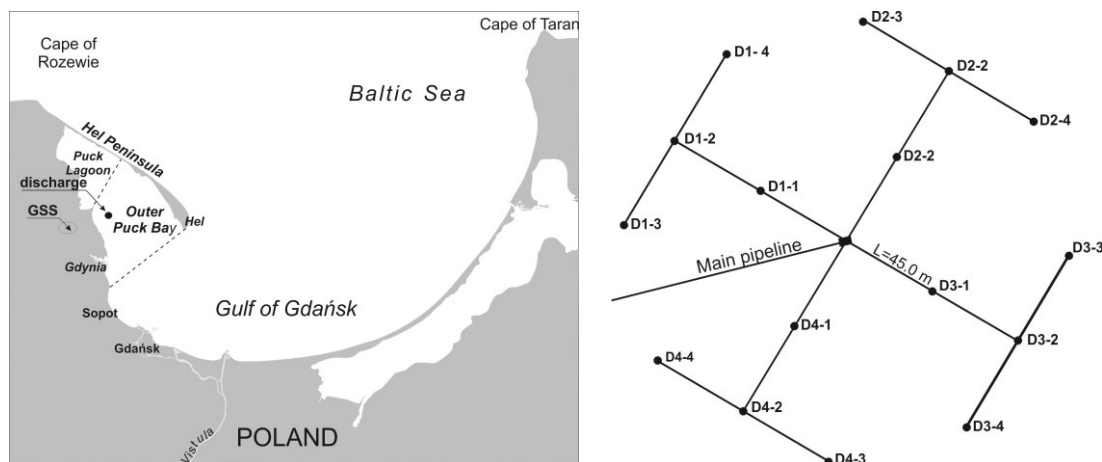 Cape of
Rozewie
Cape of Taran
Baltic Sea
Hel Peninsula
Puck
Lagoon
discharge
GSS
Outer
Puck Bay
Hel
Gdynia
Sopot
Gulf of Gdańsk
Gdańsk
Vistula
POLAND
D2-3
D1- 4
D2-2
D2-4
D1-2
D2-2
D1-1
D1-3
Main pipeline
L=45.0 m
D3-3
D3-1
D4-1
D3-2
D4-4
D4-2
D3-4
D4-3